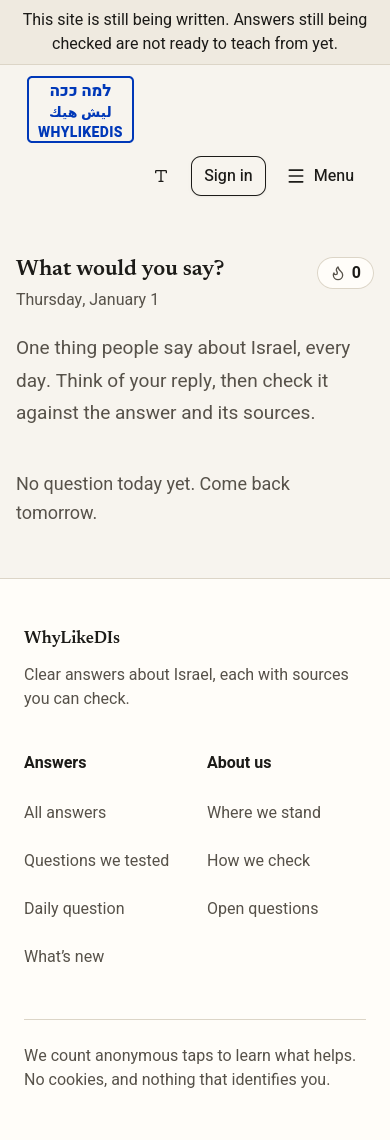 This site is still being written. Answers still being
checked are not ready to teach from yet.
למה ככה
ليش هيك
WHYLIKEDIS
T
Sign in
Menu
What would you say?
0
Thursday, January 1
One thing people say about Israel, every
day. Think of your reply, then check it
against the answer and its sources.
No question today yet. Come back
tomorrow.
WhyLikeDIs
Clear answers about Israel, each with sources
you can check.
Answers
About us
All answers
Where we stand
Questions we tested
How we check
Daily question
Open questions
What’s new
We count anonymous taps to learn what helps.
No cookies, and nothing that identifies you.